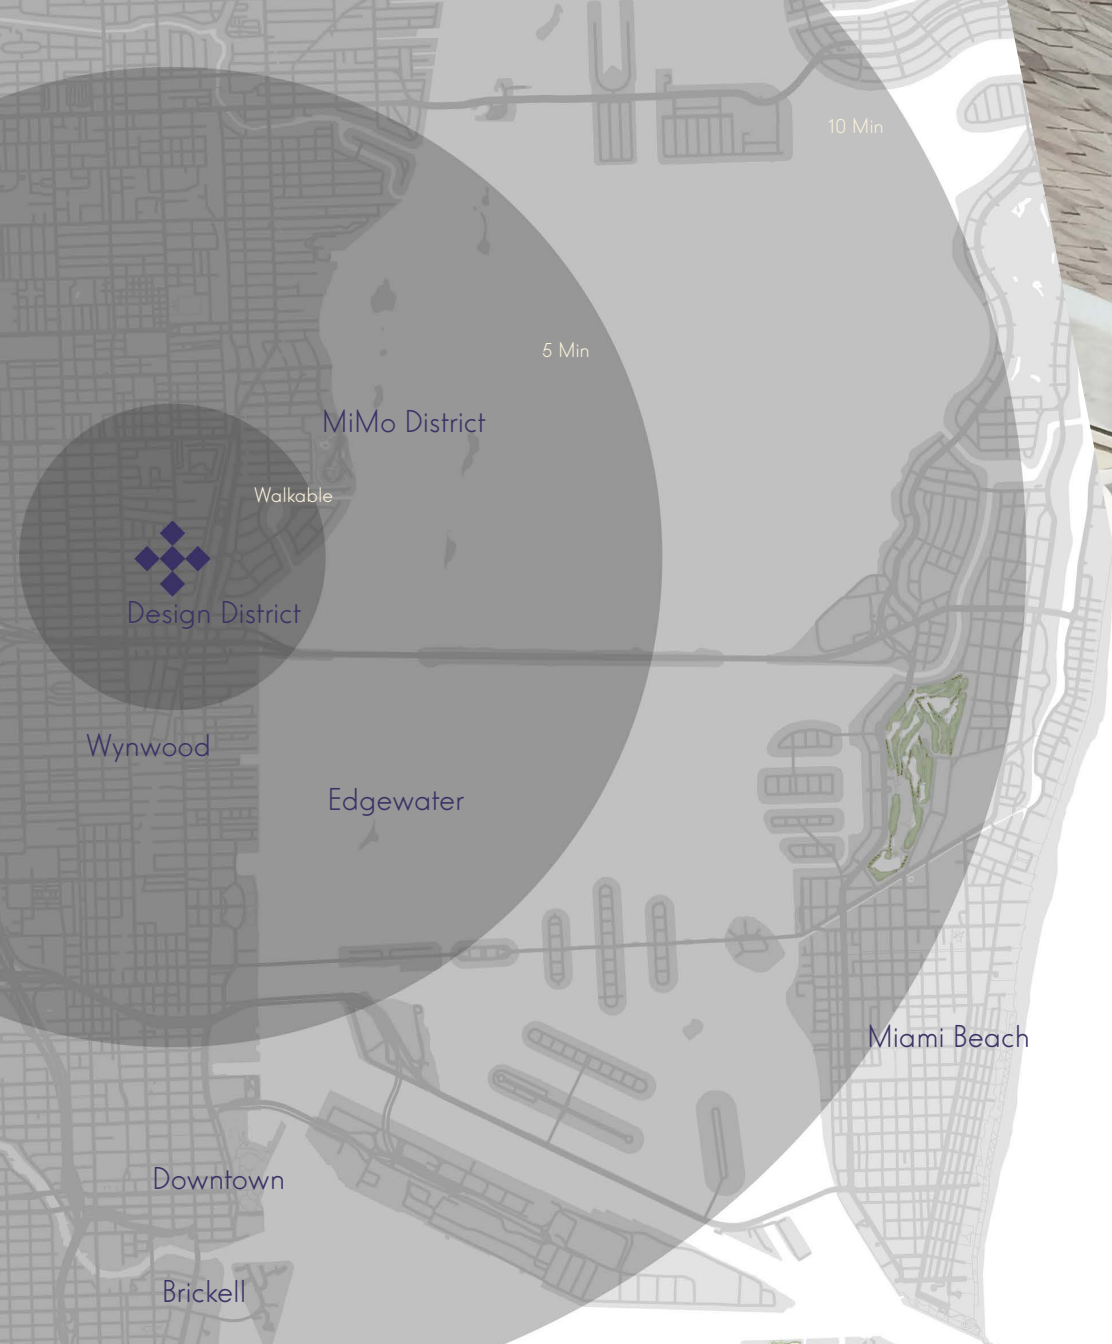 10 Min
5 Min
MiMo District
Walkable
Design District
Wynwood
Edgewater
Miami Beach
Downtown
Brickell